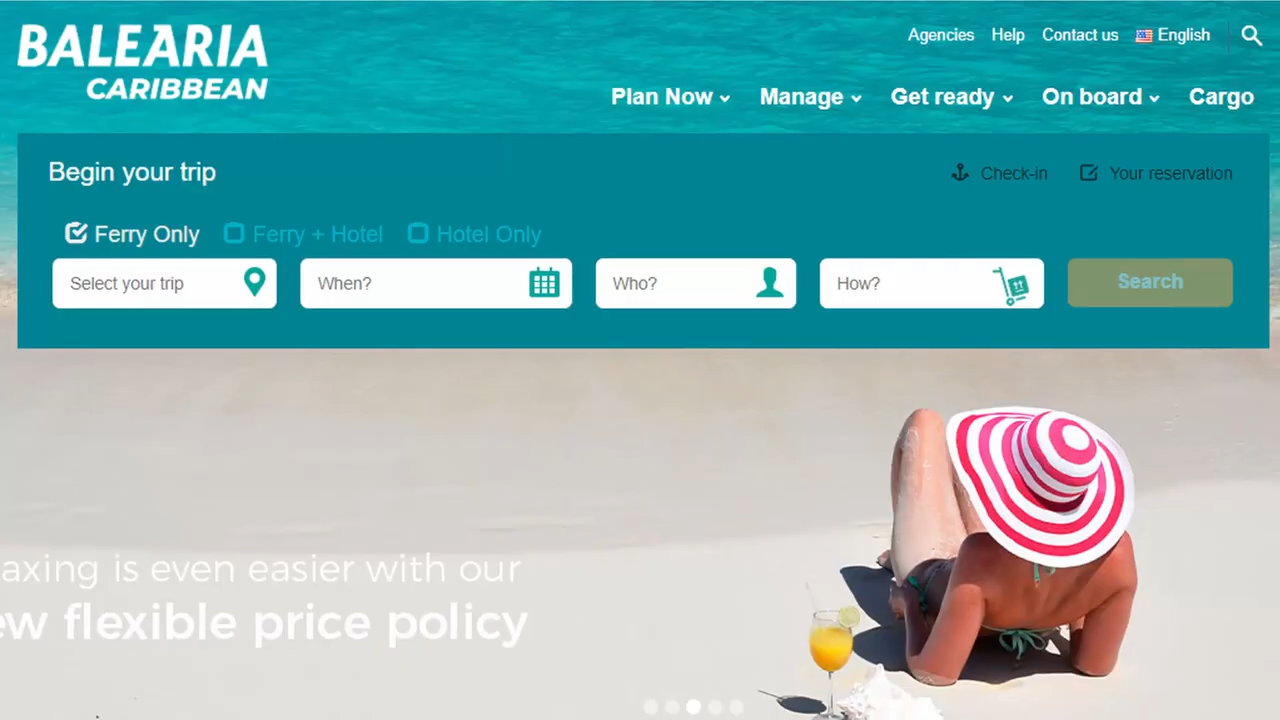 BALEARIA
CARIBBEAN
Agencies Help Contact us English
Plan Now Manage Get ready On board Cargo
Begin your trip
Check-in Your reservation
Ferry Only Ferry + Hotel Hotel Only
Select your trip When? Who? How? Search
axing is even easier with our
ew flexible price policy